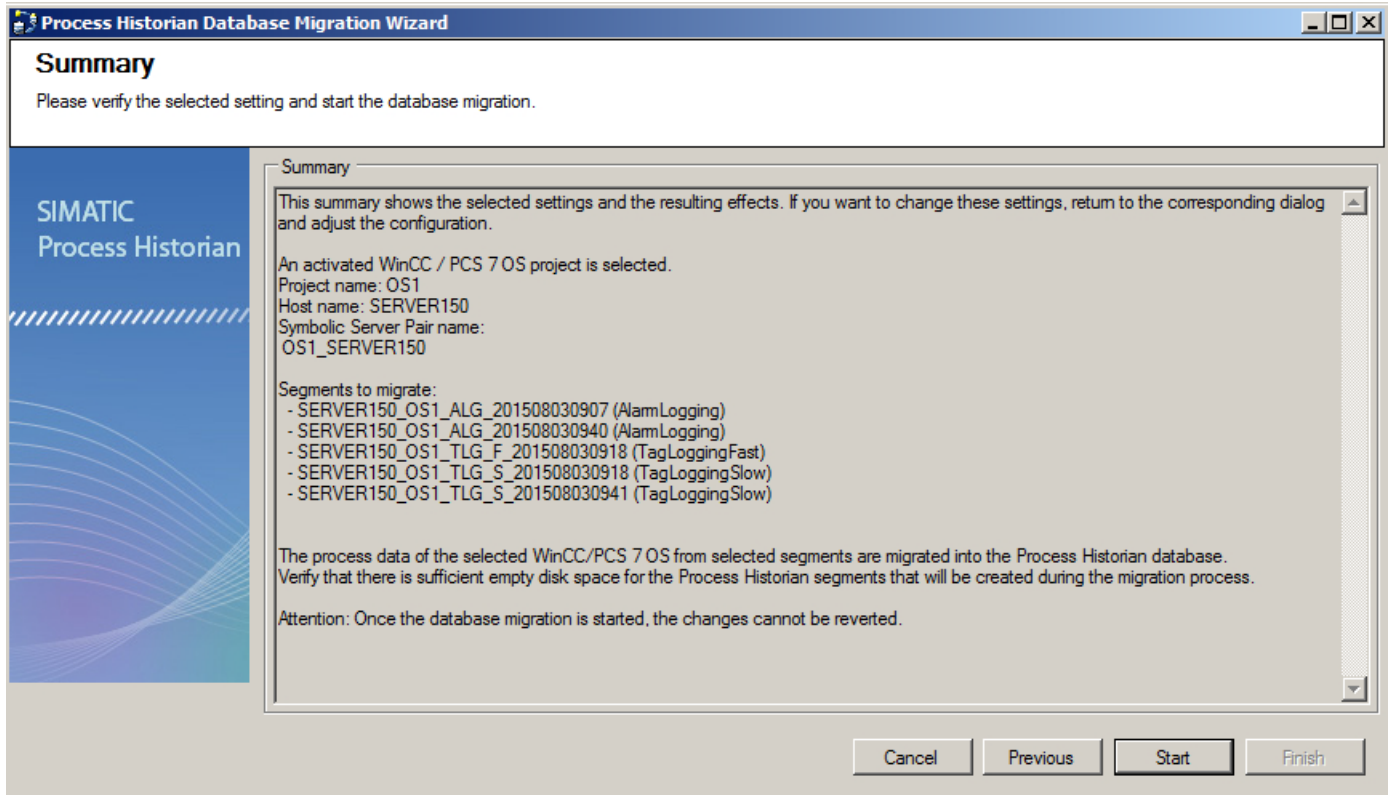 Process Historian Database Migration Wizard
Summary
Please verify the selected setting and start the database migration.
SIMATIC
Process Historian
Summary
This summary shows the selected settings and the resulting effects. If you want to change these settings, return to the corresponding dialog
and adjust the configuration.
An activated WinCC / PCS 7 OS project is selected.
Project name: OS1
Host name: SERVER150
Symbolic Server Pair name:
OS1_SERVER150
Segments to migrate:
- SERVER150_OS1_ALG_201508030907 (AlarmLogging)
- SERVER150_OS1_ALG_201508030940 (AlarmLogging)
- SERVER150_OS1_TLG_F_201508030918 (TagLoggingFast)
- SERVER150_OS1_TLG_S_201508030918 (TagLoggingSlow)
- SERVER150_OS1_TLG_S_201508030941 (TagLoggingSlow)
The process data of the selected WinCC/PCS 7 OS from selected segments are migrated into the Process Historian database.
Verify that there is sufficient empty disk space for the Process Historian segments that will be created during the migration process.
Attention: Once the database migration is started, the changes cannot be reverted.
Cancel
Previous
Start
Finish